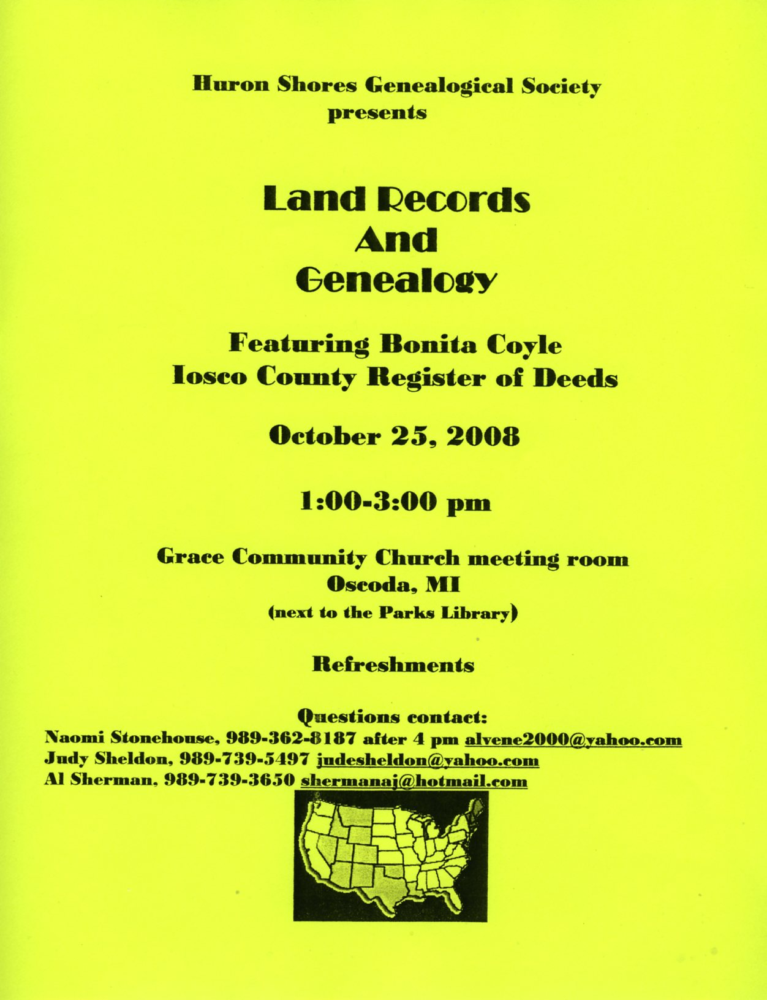 Huron Shores Genealogical Society
presents
Land Records
And
Genealogy
Featuring Bonita Coyle
Iosco County Register of Deeds
October 25, 2008
1:00-3:00 pm
Grace Community Church meeting room
Oscoda, MI
(next to the Parks Library)
Refreshments
Questions contact:
Naomi Stonehouse, 989-362-8187 after 4 pm alvene2000@yahoo.com
Judy Sheldon, 989-739-5497 judesheldon@yahoo.com
Al Sherman, 989-739-3650 shermanaj@hotmail.com